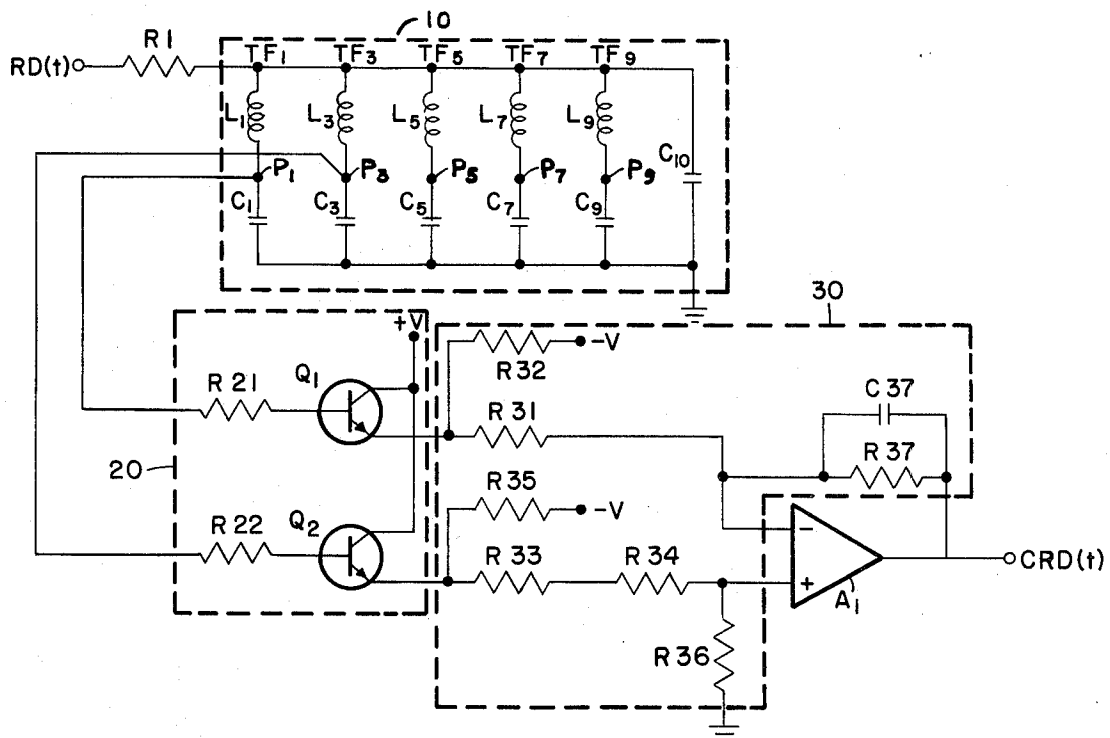 10
R1
TF1 TF3 TF5 TF7 TF9
RD(t)
L1 L3 L5 L7 L9
C10
P1 P3 P5 P7 P9
C1 C3 C5 C7 C9
30
+V
-V
R32
R21 Q1
C37
R31
R37
20
R35
-V
R22 Q2
R33 R34
-
+
A1
CRD(t)
R36